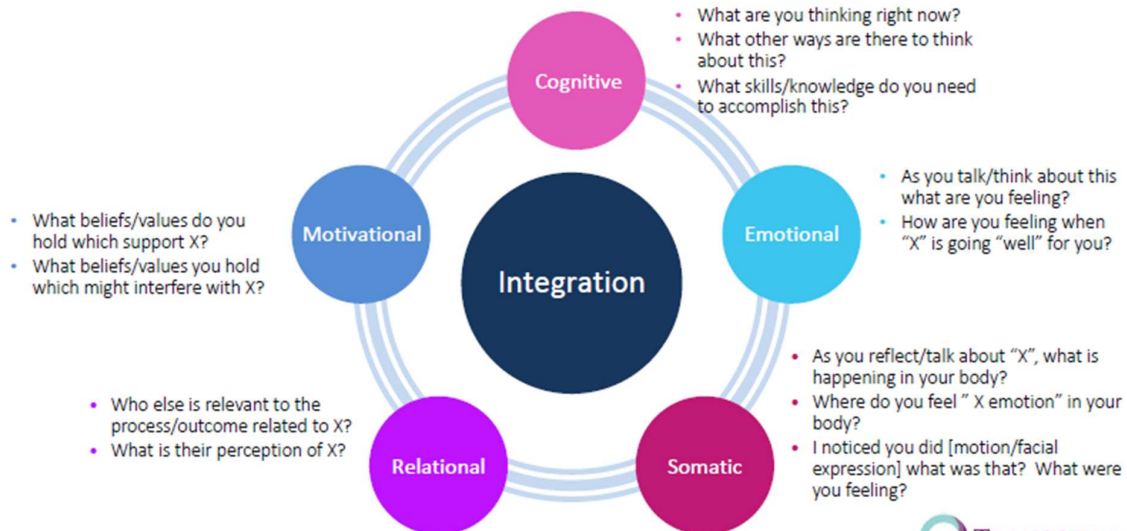 • What are you thinking right now?
• What other ways are there to think
about this?
• What skills/knowledge do you need
to accomplish this?
Cognitive
• As you talk/think about this
what are you feeling?
• How are you feeling when
"X" is going "well" for you?
Emotional
• What beliefs/values do you
hold which support X?
• What beliefs/values you hold
which might interfere with X?
Motivational
Integration
• As you reflect/talk about "X", what is
happening in your body?
• Where do you feel " X emotion" in your
body?
• I noticed you did [motion/facial
expression] what was that? What were
you feeling?
Somatic
• Who else is relevant to the
process/outcome related to X?
• What is their perception of X?
Relational